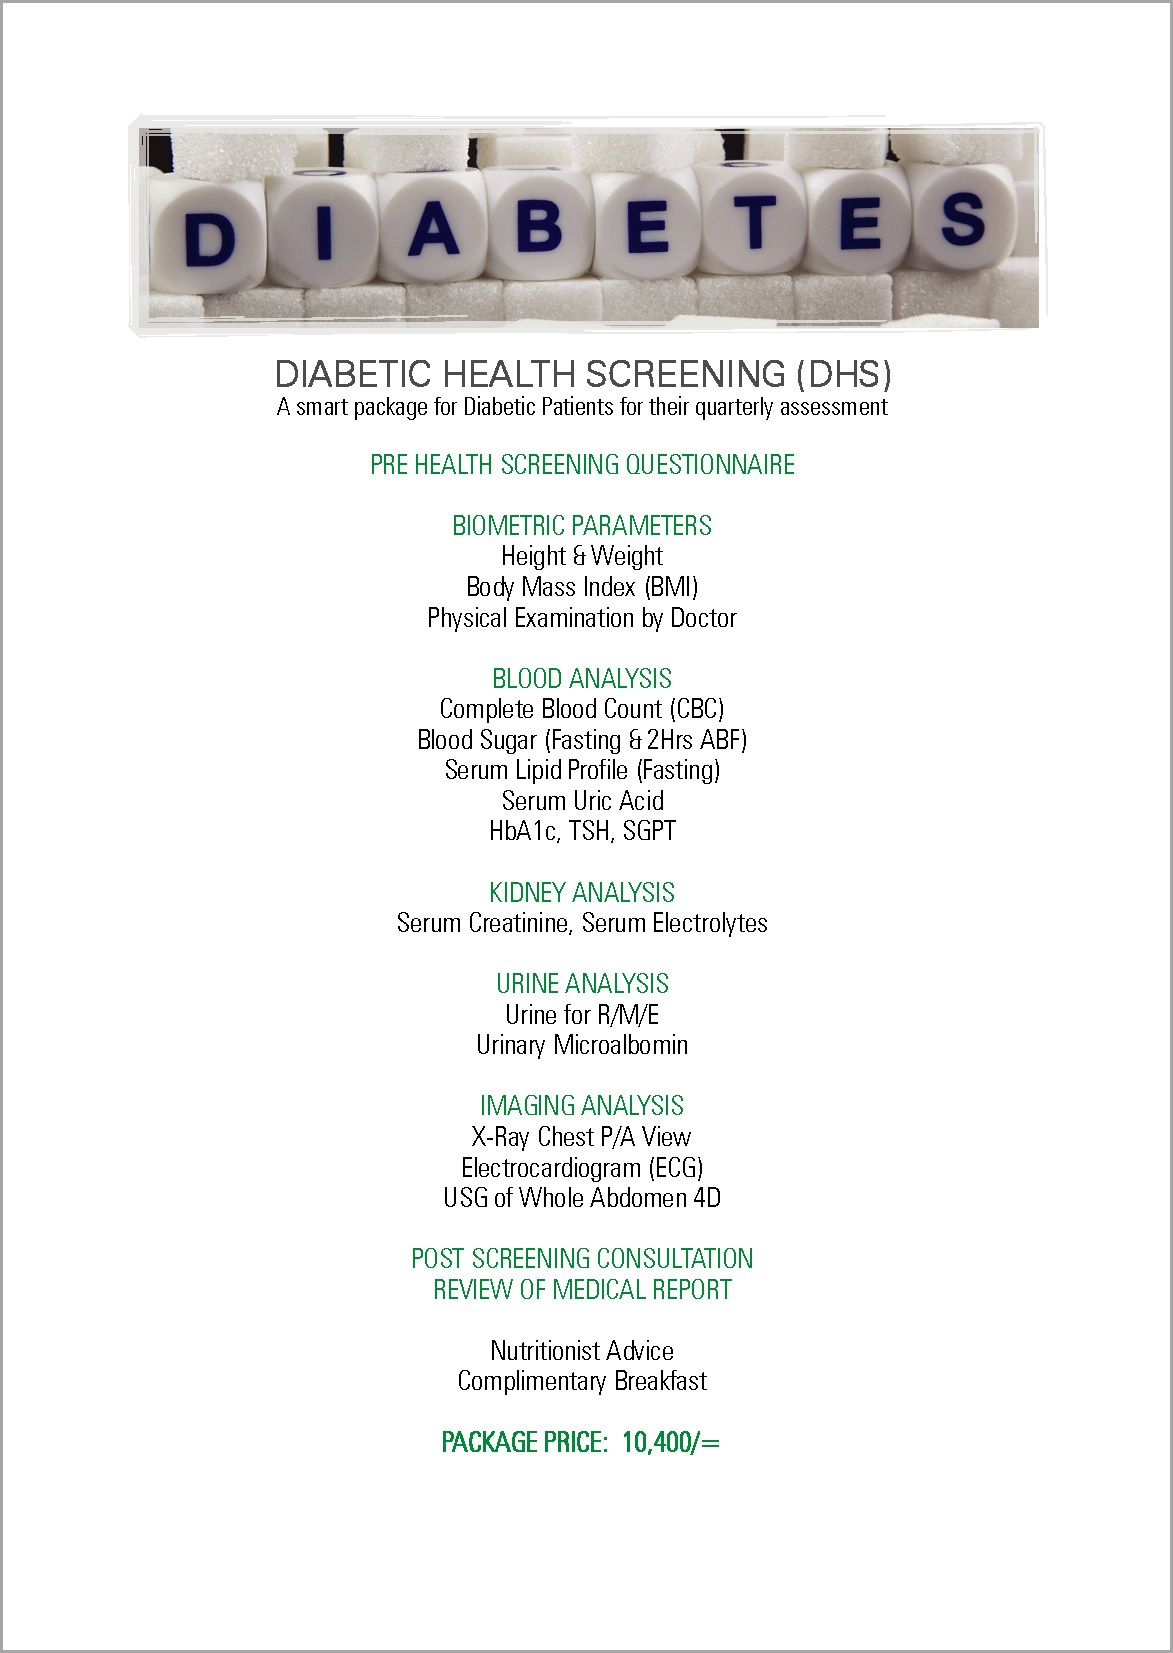 DIABETES
DIABETIC HEALTH SCREENING (DHS)
A smart package for Diabetic Patients for their quarterly assessment
PRE HEALTH SCREENING QUESTIONNAIRE
BIOMETRIC PARAMETERS
Height & Weight
Body Mass Index (BMI)
Physical Examination by Doctor
BLOOD ANALYSIS
Complete Blood Count (CBC)
Blood Sugar (Fasting & 2Hrs ABF)
Serum Lipid Profile (Fasting)
Serum Uric Acid
HbA1c, TSH, SGPT
KIDNEY ANALYSIS
Serum Creatinine, Serum Electrolytes
URINE ANALYSIS
Urine for R/M/E
Urinary Microalbomin
IMAGING ANALYSIS
X-Ray Chest P/A View
Electrocardiogram (ECG)
USG of Whole Abdomen 4D
POST SCREENING CONSULTATION
REVIEW OF MEDICAL REPORT
Nutritionist Advice
Complimentary Breakfast
PACKAGE PRICE: 10,400/=